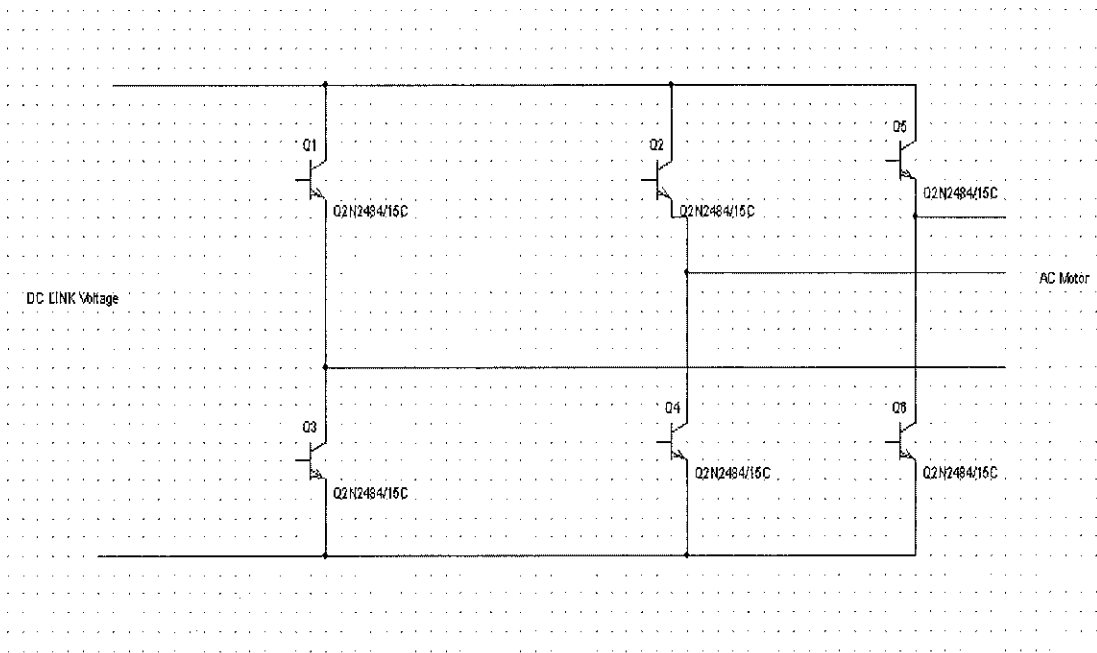 Q5
Q1
Q2
Q2N2484/15C
Q2N2484/15C
Q2N2484/15C
AC Motor
DC LINK Voltage
Q4
Q6
Q3
Q2N2484/15C
Q2N2484/15C
Q2N2484/15C